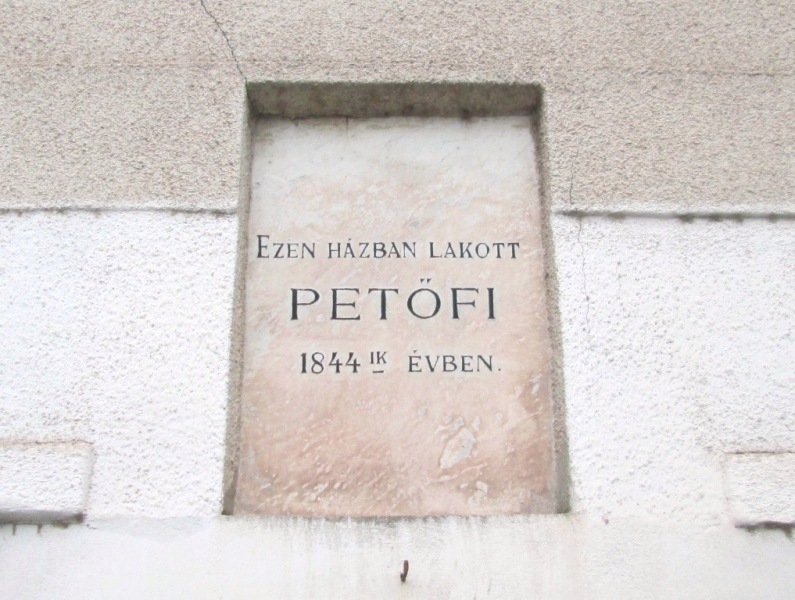 EZEN HÁZBAN LAKOTT
PETŐFI
1844 IK ÉVBEN.